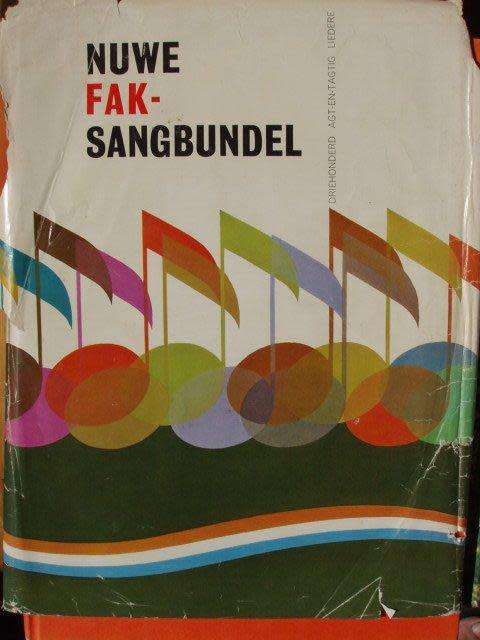 NUWE
FAK-
SANGBUNDEL
DRIEHONDERD AGT-EN-TAGTIG LIEDERE